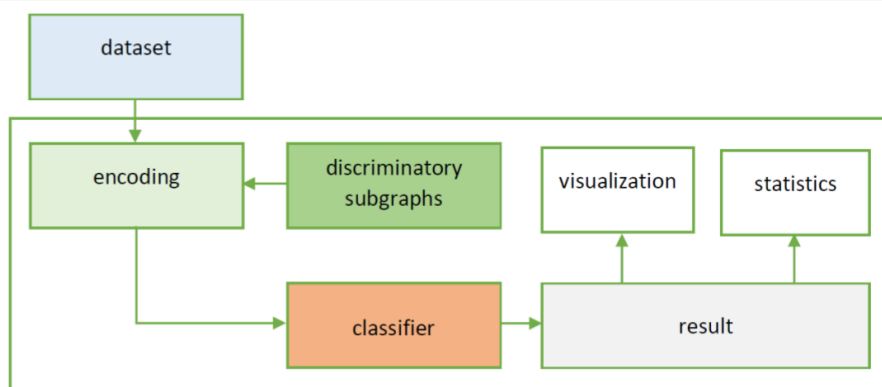 dataset
encoding
discriminatory
subgraphs
visualization
statistics
classifier
result